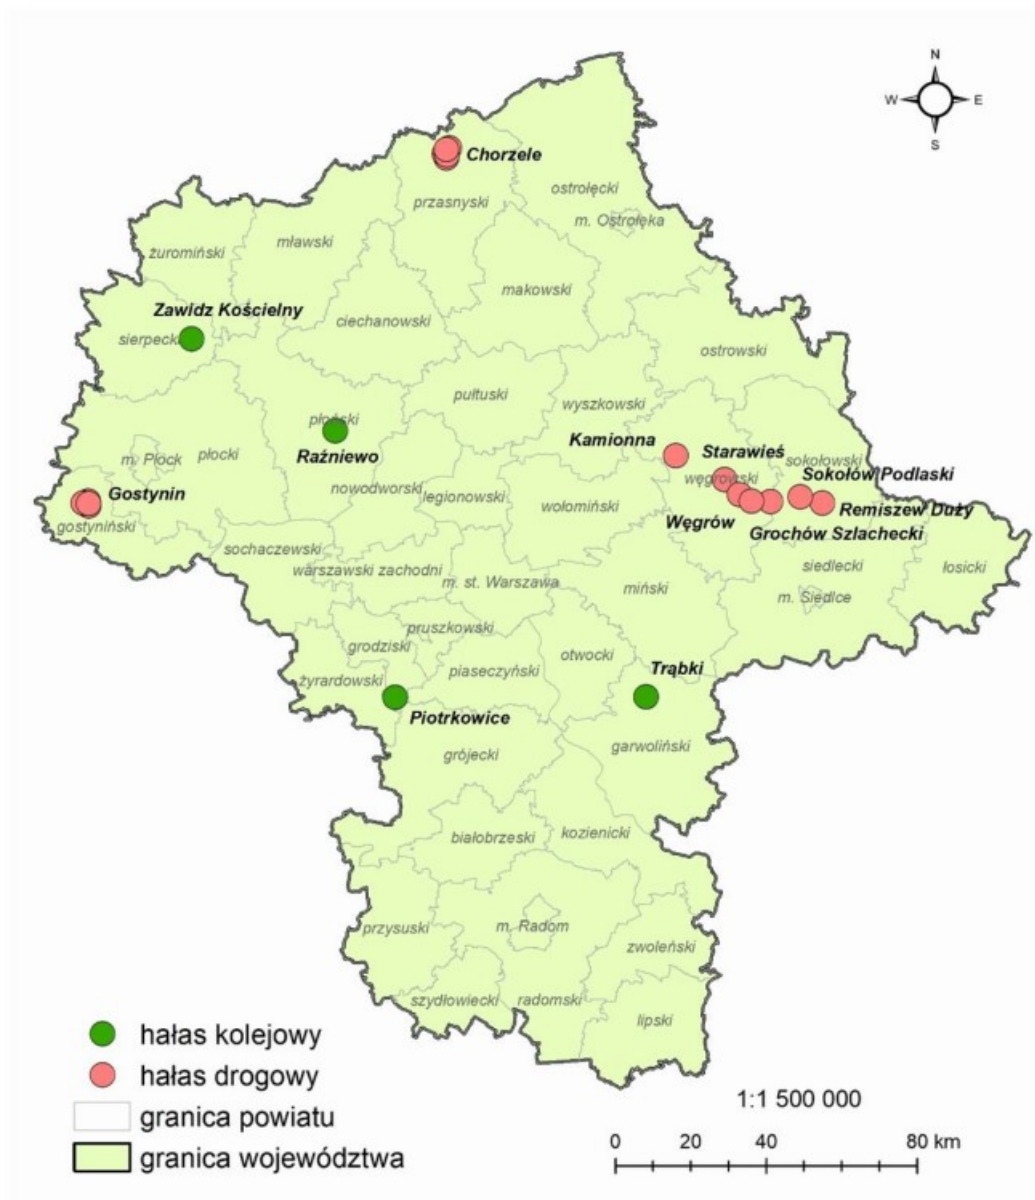 N
W E
S
Chorzele
przasnyski
ostrołęcki
m. Ostrołęka
żuromiński
mławski
makowski
Zawidz Kościelny
ciechanowski
sierpecki
ostrowski
pułtuski
wyszkowski
płoński
Raźniewo
Kamionna
Starawieś
sokołowski
m. Płock
płocki
węgrowski
Sokołów Podlaski
nowodworski
legionowski
Gostynin
wołomiński
Remiszew Duży
gostyniński
Węgrów
Grochów Szlachecki
sochaczewski
warszawski zachodni
m. st. Warszawa
miński
siedlecki
łosicki
m. Siedlce
pruszkowski
grodziski
otwocki
piaseczyński
Trąbki
żyrardowski
Piotrkowice
grójecki
garwoliński
białobrzeski
kozienicki
przysuski
m. Radom
zwoleński
szydłowiecki
radomski
lipski
hałas kolejowy
hałas drogowy
granica powiatu
granica województwa
1:1 500 000
0 20 40 80 km